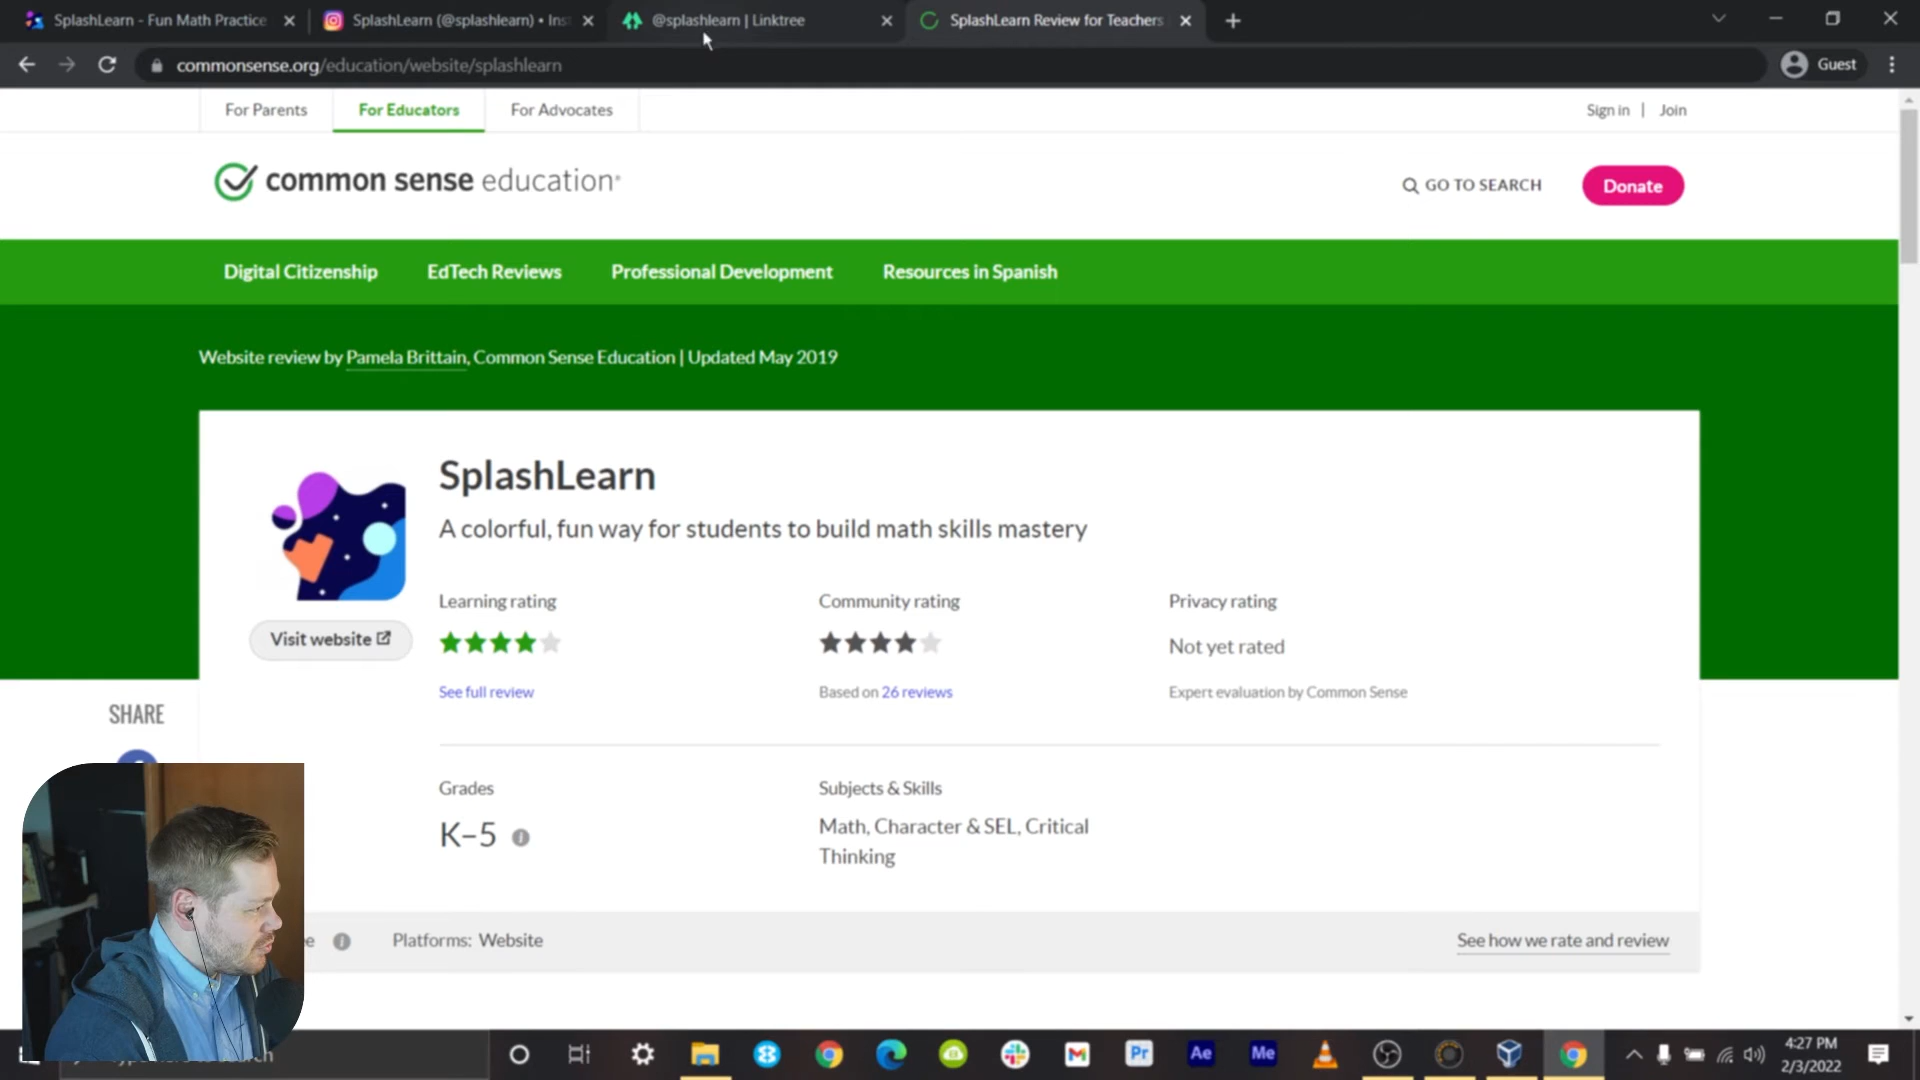 SplashLearn - Fun Math Practice
SplashLearn (@splashlearn) • Ins
@splashlearn | Linktree
SplashLearn Review for Teachers
commonsense.org/education/website/splashlearn
Guest
For Parents
For Educators
For Advocates
Sign in | Join
common sense education®
GO TO SEARCH
Donate
Digital Citizenship
EdTech Reviews
Professional Development
Resources in Spanish
Website review by Pamela Brittain, Common Sense Education | Updated May 2019
SplashLearn
A colorful, fun way for students to build math skills mastery
Learning rating
Community rating
Privacy rating
Visit website
Not yet rated
See full review
Based on 26 reviews
Expert evaluation by Common Sense
SHARE
Grades
Subjects & Skills
K–5
Math, Character & SEL, Critical
Thinking
Platforms: Website
See how we rate and review
Pr
Ae
Me
4:27 PM
2/3/2022